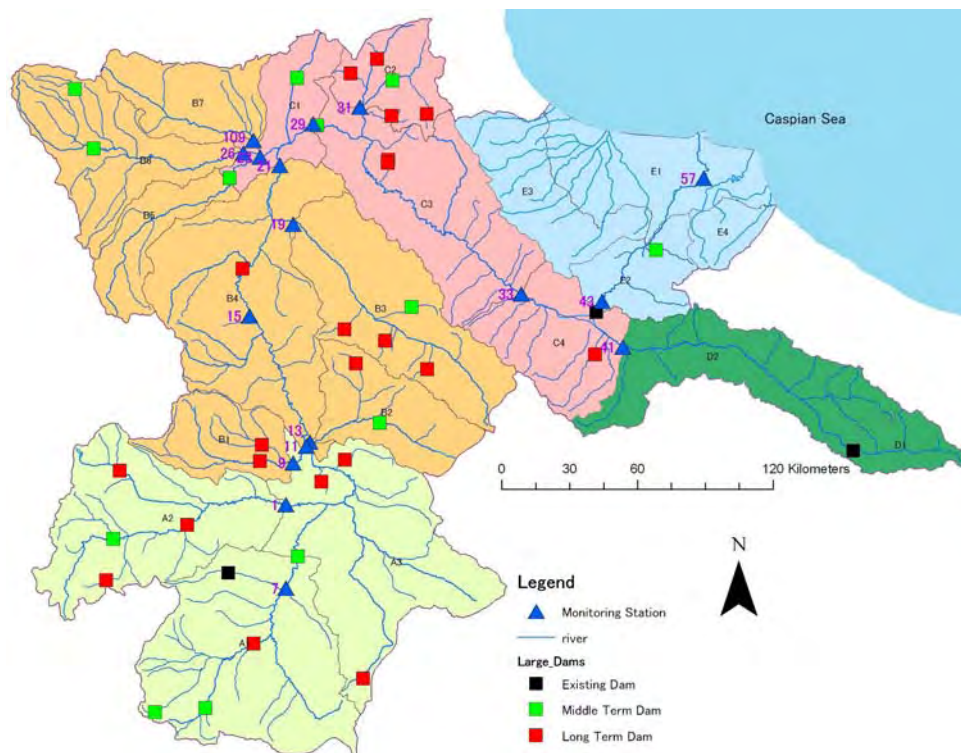 C2
B7
C1
31
29
109
26
21
B6
Caspian Sea
57
E1
E3
E4
B5
C3
19
E2
B4
33
43
15
B3
41
C4
D2
B2
13
B1
11
9
D1
0 30 60 120 Kilometers
1
A2
A3
N
7
Legend
Monitoring Station
river
Large_Dams
Existing Dam
Middle Term Dam
Long Term Dam